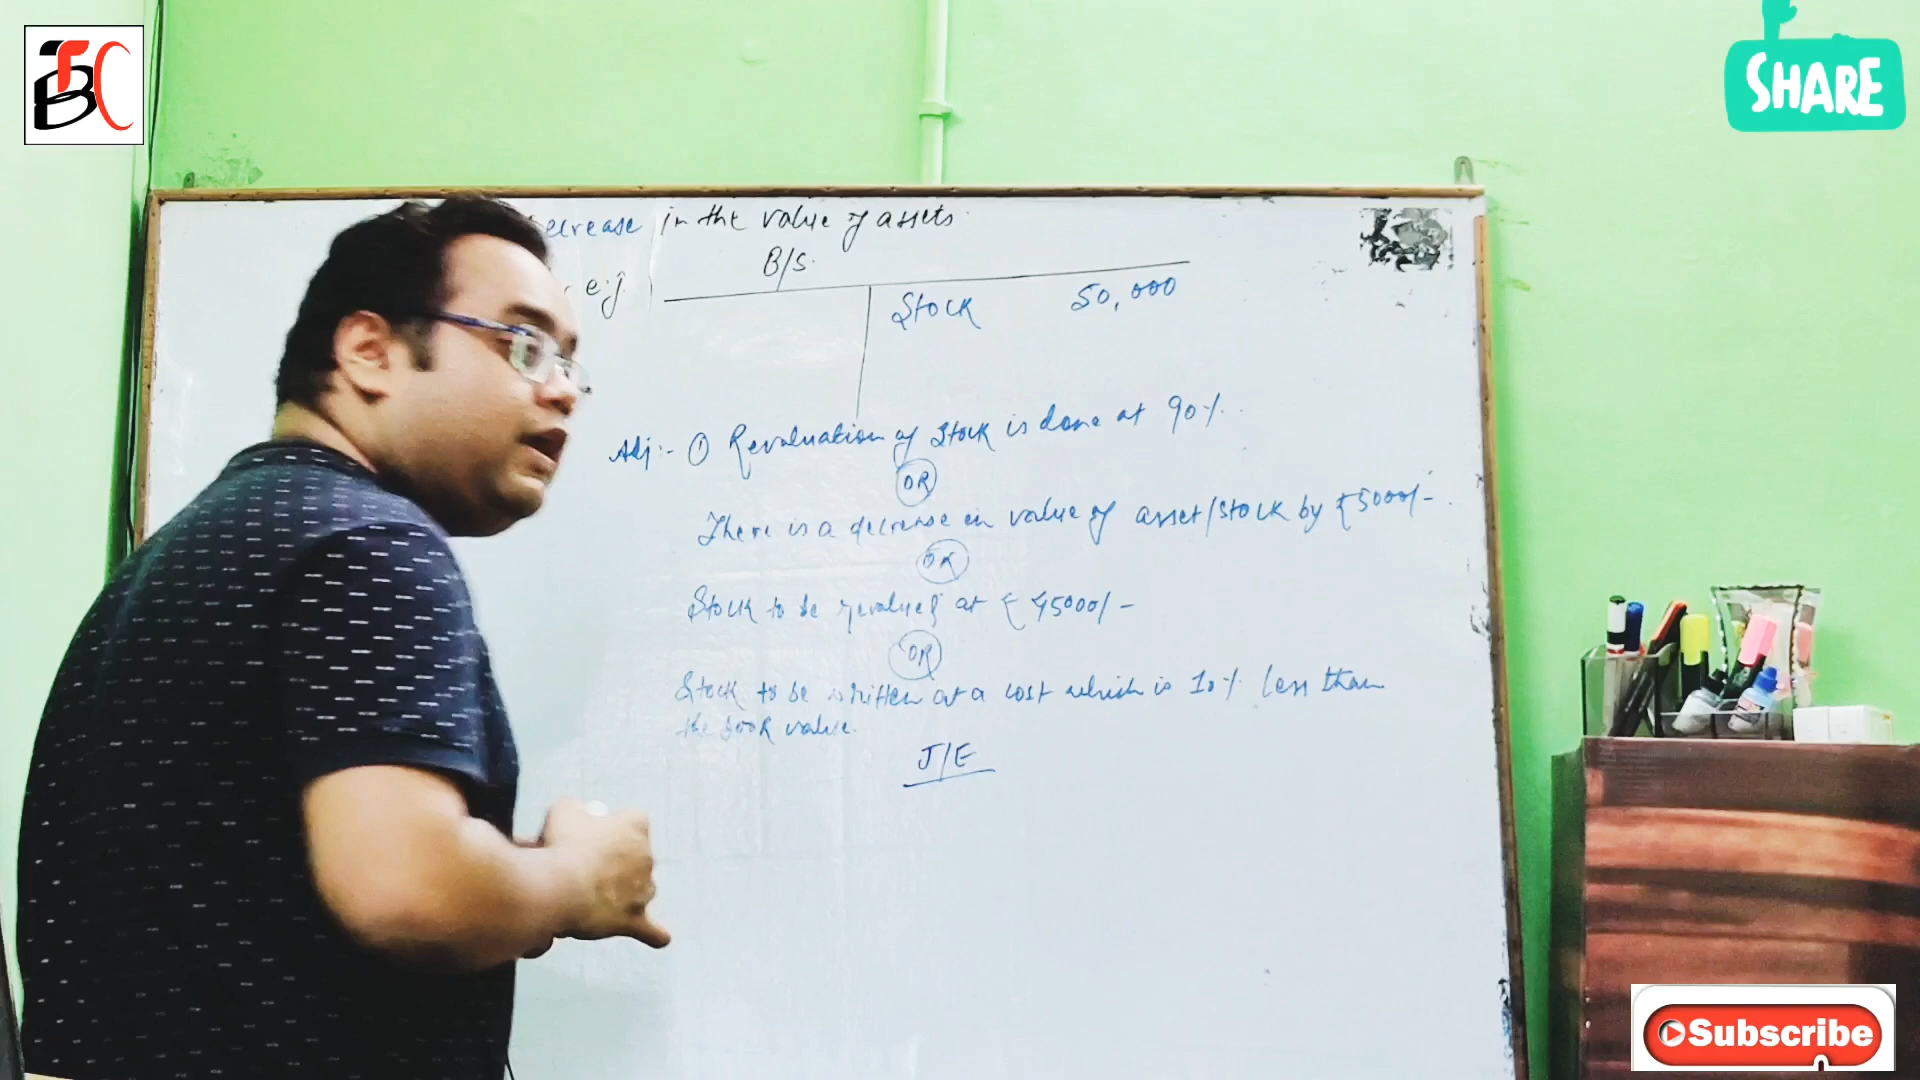 BFC
SHARE
ecrease in the value of assets.
B/S.
e.g.
Stock 50,000
Adj:- ① Revaluation of Stock is done at 90%.
OR
There is a decrease in value of asset/stock by ₹5000/-
OR
Stock to be revalued at ₹ 45000/-
OR
Stock to be written at a cost which is 10% less than
the book value.
J/E
Subscribe